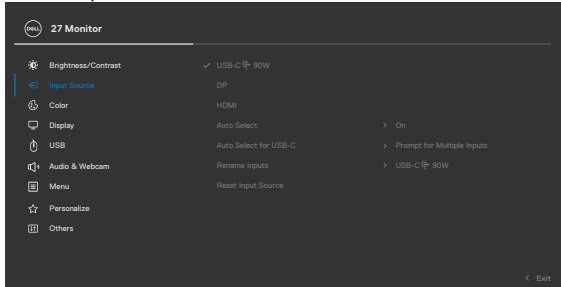 DELL 27 Monitor
Brightness/Contrast ✓ USB-C 90W
Input Source DP
Color HDMI
Display Auto Select > On
USB Auto Select for USB-C > Prompt for Multiple Inputs
Audio & Webcam Rename Inputs > USB-C 90W
Menu Reset Input Source
Personalize
Others
< Exit